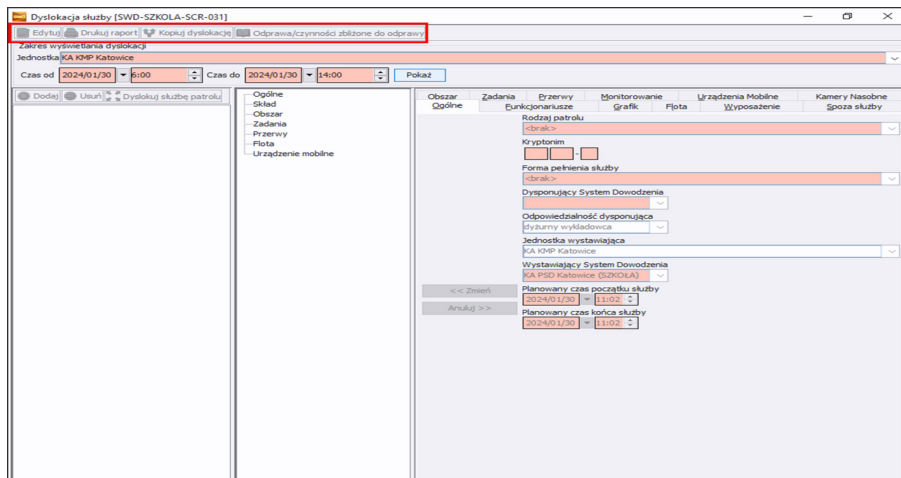 Dyslokacja służby [SWD-SZKOLA-SCR-031]
Edytuj Drukuj raport Kopiuj dyslokację Odprawa/czynności zbliżone do odprawy
Zakres wyświetlania dyslokacji
Jednostka KA KMP Katowice
Czas od 2024/01/30 6:00 Czas do 2024/01/30 14:00 Pokaż
Dodaj Usuń Dyslokuj służbę patrolu
Ogólne
Skład
Obszar
Zadania
Przerwy
Flota
Urządzenie mobilne
Obszar Zadania Przerwy Monitorowanie Urządzenia Mobilne Kamery Nasobne
Ogólne Funkcjonariusze Grafik Flota Wyposażenie Spoza służby
Rodzaj patrolu
<brak>
Kryptonim
-
Forma pełnienia służby
<brak>
Dysponujący System Dowodzenia
Odpowiedzialność dysponująca
dyżurny wykladowca
Jednostka wystawiająca
KA KMP Katowice
Wystawiający System Dowodzenia
KA PSD Katowice (SZKOŁA)
<< Zmień
Planowany czas początku służby
2024/01/30 11:02
Anuluj >>
Planowany czas końca służby
2024/01/30 11:02